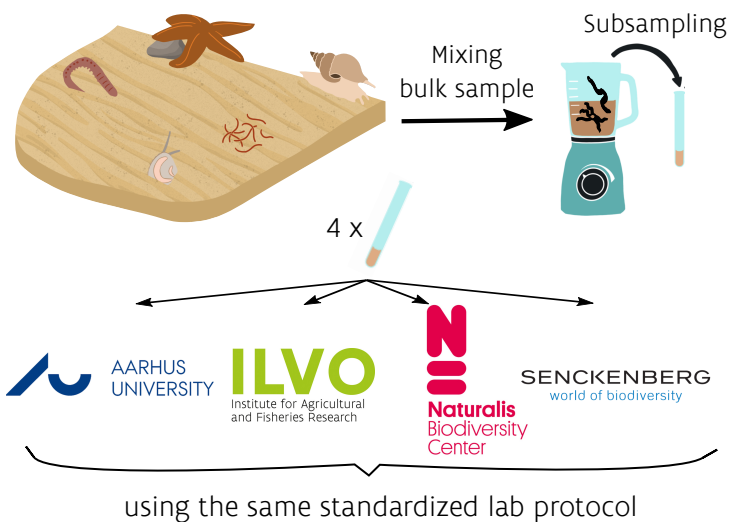 Subsampling
Mixing
bulk sample
4 x
AARHUS
UNIVERSITY
ILVO
Institute for Agricultural
and Fisheries Research
N
Naturalis
Biodiversity
Center
SENCKENBERG
world of biodiversity
using the same standardized lab protocol